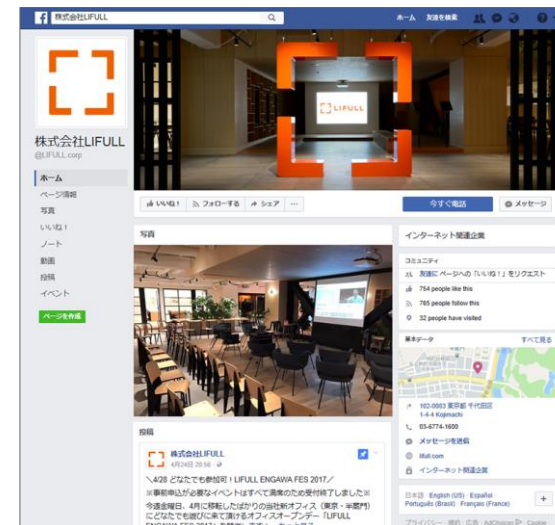 株式会社LIFULL
ホーム 友達を検索
LIFULL
株式会社LIFULL
@LIFULL.corp
ホーム
ページ情報
写真
いいね!
ノート
動画
投稿
イベント
ページを作成
いいね! フォローする シェア ...
今すぐ電話 メッセージ
写真
投稿
株式会社LIFULL
4月24日 20:56
\4/28 どなたでも参加可!LIFULL ENGAWA FES 2017/
※事前申込が必要なイベントはすべて満席のため受付終了しました※
今週金曜日、4月に移転したばかりの当社新オフィス(東京・半蔵門)
にどなたでも遊びに来て頂けるオフィスオープンデー「LIFULL
インターネット関連企業
コミュニティ
友達に ページへの「いいね!」をリクエスト
754 people like this
765 people follow this
32 people have visited
基本データ すべて見る
102-0083 東京都 千代田区
1-4-4 Kojimachi
03-6774-1600
メッセージを送信
lifull.com
インターネット関連企業
日本語 English (US) Español
Português (Brasil) Français (France)
プライバシー 規約 広告 AdChoices